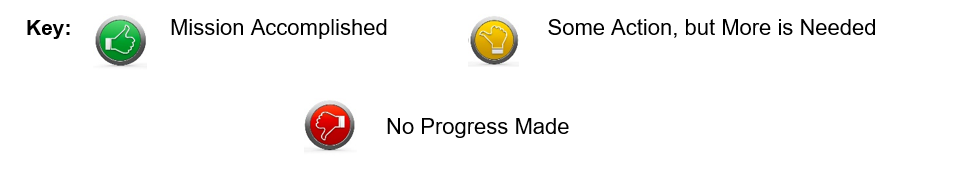 Key: Mission Accomplished Some Action, but More is Needed
No Progress Made